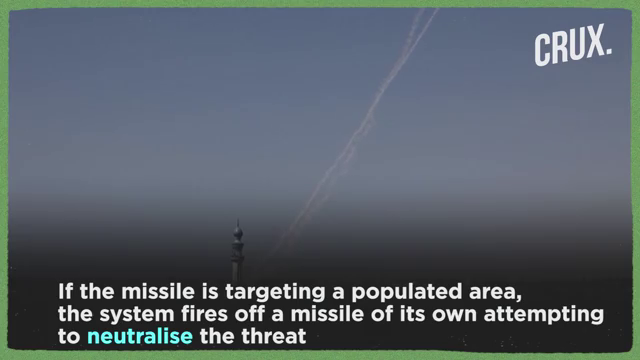 CRUX.
If the missile is targeting a populated area,
the system fires off a missile of its own attempting
to neutralise the threat